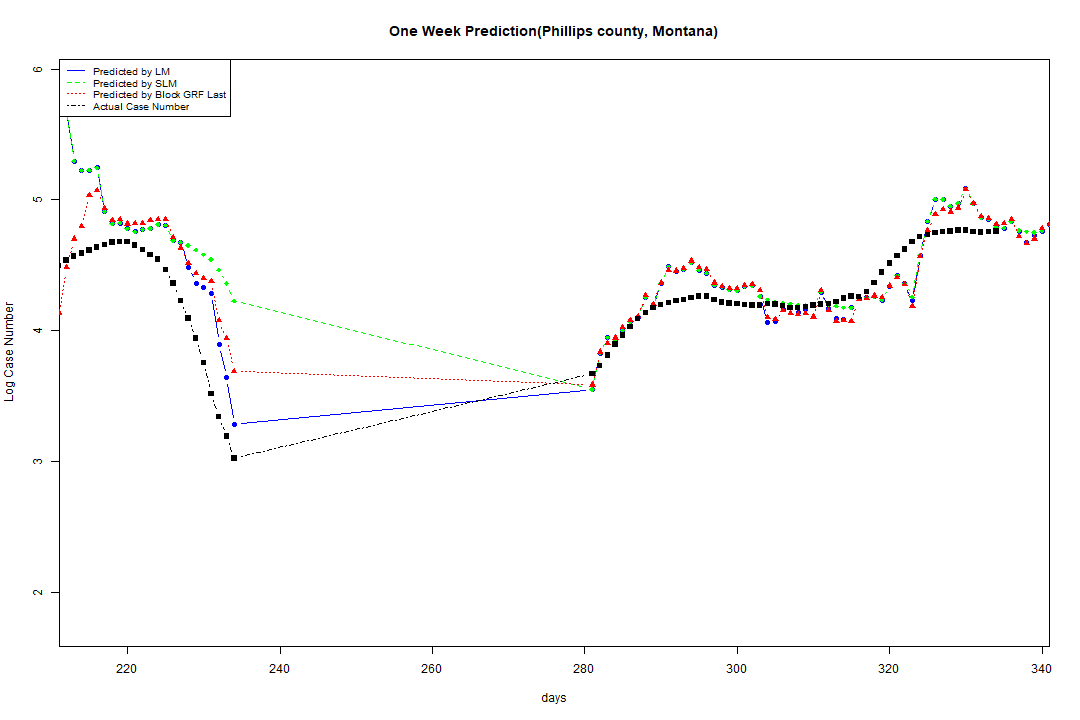 One Week Prediction(Phillips county, Montana)
Predicted by LM
Predicted by SLM
Predicted by Block GRF Last
Actual Case Number
6
5
4
3
2
Log Case Number
220 240 260 280 300 320 340
days